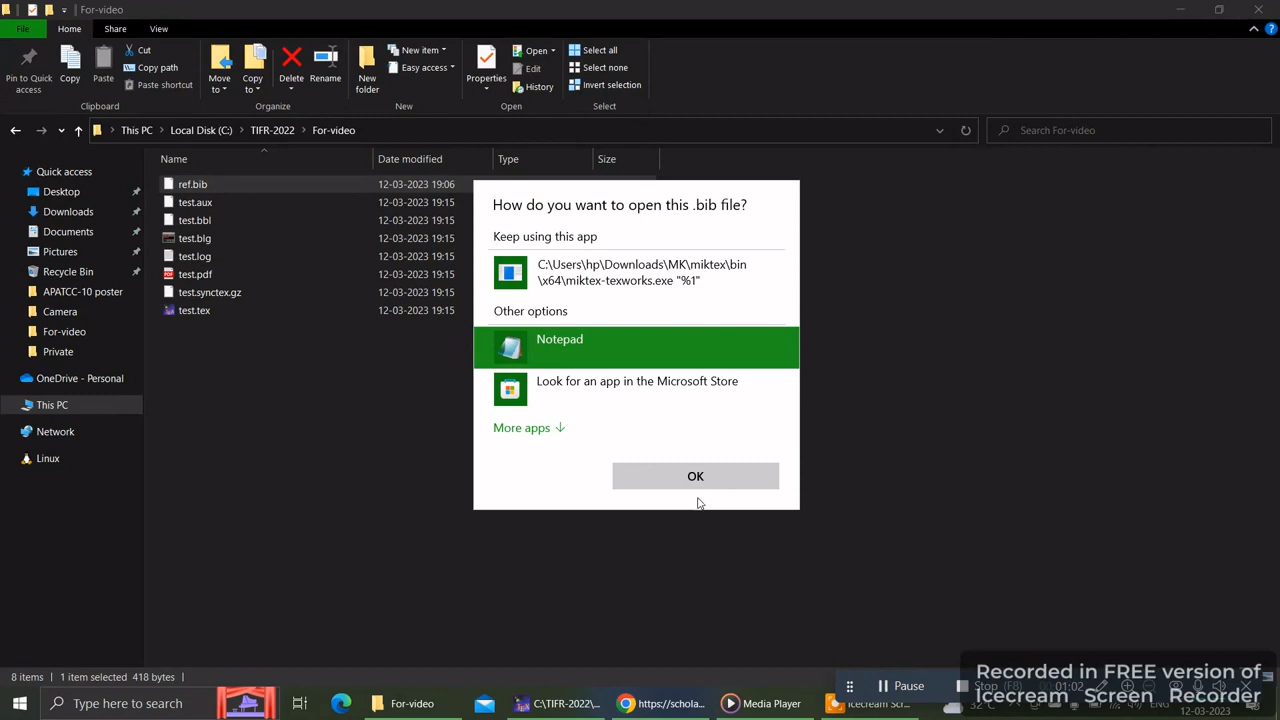 For-video
File
Home
Share
View
Pin to Quick access
Copy
Paste
Cut
Copy path
Paste shortcut
Move to
Copy to
Delete
Rename
New folder
New item
Easy access
Properties
Open
Edit
History
Select all
Select none
Invert selection
Clipboard
Organize
New
Open
Select
This PC
Local Disk (C:)
TIFR-2022
For-video
Search For-video
Name
Date modified
Type
Size
Quick access
Desktop
Downloads
Documents
Pictures
Recycle Bin
APATCC-10 poster
Camera
For-video
Private
OneDrive - Personal
This PC
Network
Linux
ref.bib 12-03-2023 19:06
test.aux 12-03-2023 19:15
test.bbl 12-03-2023 19:15
test.blg 12-03-2023 19:15
test.log 12-03-2023 19:15
test.pdf 12-03-2023 19:15
test.synctex.gz 12-03-2023 19:15
test.tex 12-03-2023 19:15
How do you want to open this .bib file?
Keep using this app
C:\Users\hp\Downloads\MK\miktex\bin
\x64\miktex-texworks.exe "%1"
Other options
Notepad
Look for an app in the Microsoft Store
More apps
OK
8 items
1 item selected 418 bytes
Pause
Stop (F8)
01:02
Recorded in FREE version of
Icecream Screen Recorder
Type here to search
For-video
C:\TIFR-2022\...
https://schola...
Media Player
Icecream Scr...
32°C
12-03-2023